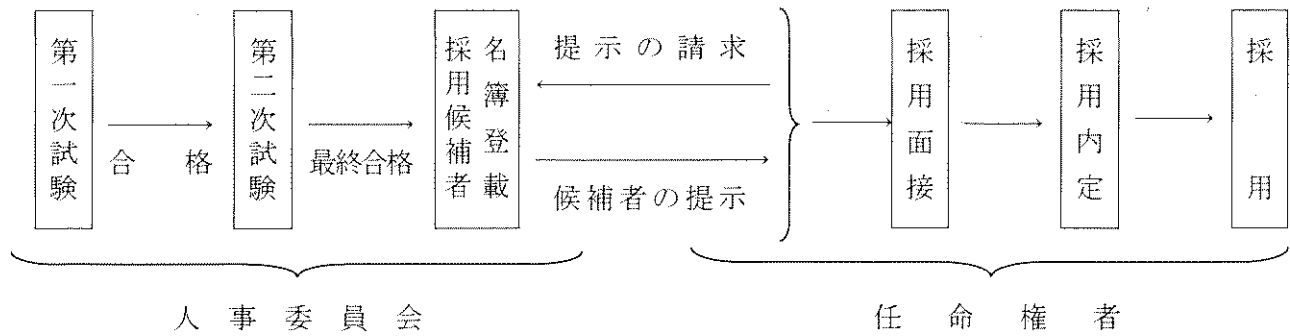 第一次試験
合格
第二次試験
最終合格
採用候補者
名簿登載
提示の請求
候補者の提示
採用面接
採用内定
採用
人事委員会
任命権者